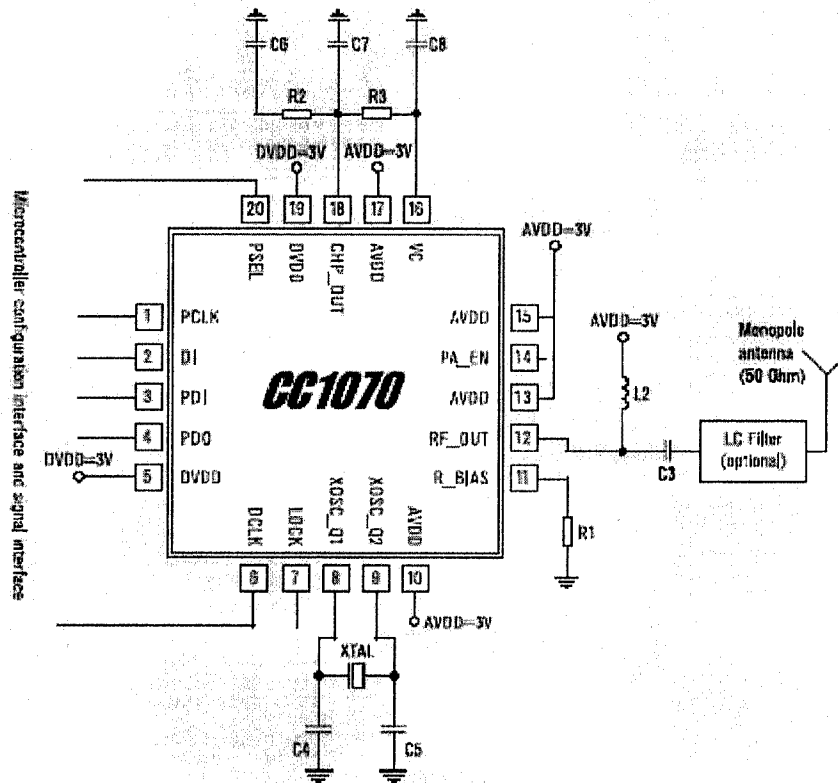 C6
C7
C8
R2
R3
DVDD=3V
AVDD=3V
20
19
18
17
16
PSEL
DVDD
CHP_OUT
AVDD
VC
Microcontroller configuration interface and signal interface
1
PCLK
2
DI
3
PDI
4
PDO
DVDD=3V
5
DVDD
CC1070
AVDD
15
PA_EN
14
AVDD
13
RF_OUT
12
R_BIAS
11
AVDD=3V
AVDD=3V
L2
Monopole
antenna
(50 Ohm)
C3
LC Filter
(optional)
R1
DCLK
LOCK
XOSC_Q1
XOSC_Q2
AVDD
6
7
8
9
10
AVDD=3V
XTAL
C4
C5